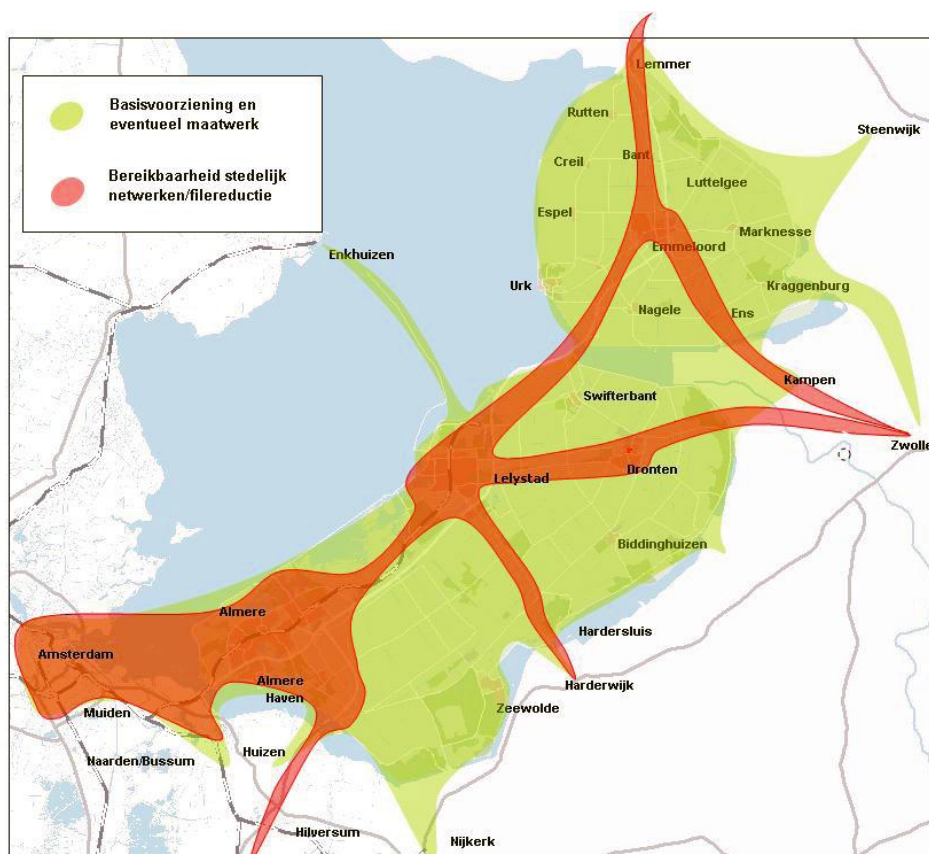 Basisvoorziening en
eventueel maatwerk
Bereikbaarheid stedelijk
netwerken/filereductie
Lemmer
Rutten
Steenwijk
Creil
Bant
Luttelgee
Espel
Marknesse
Emmeloord
Enkhuizen
Urk
Kraggenburg
Nagele
Ens
Kampen
Swifterbant
Zwolle
Lelystad
Dronten
Biddinghuizen
Almere
Hardersluis
Amsterdam
Almere
Haven
Harderwijk
Zeewolde
Muiden
Huizen
Naarden/Bussum
Hilversum
Nijkerk